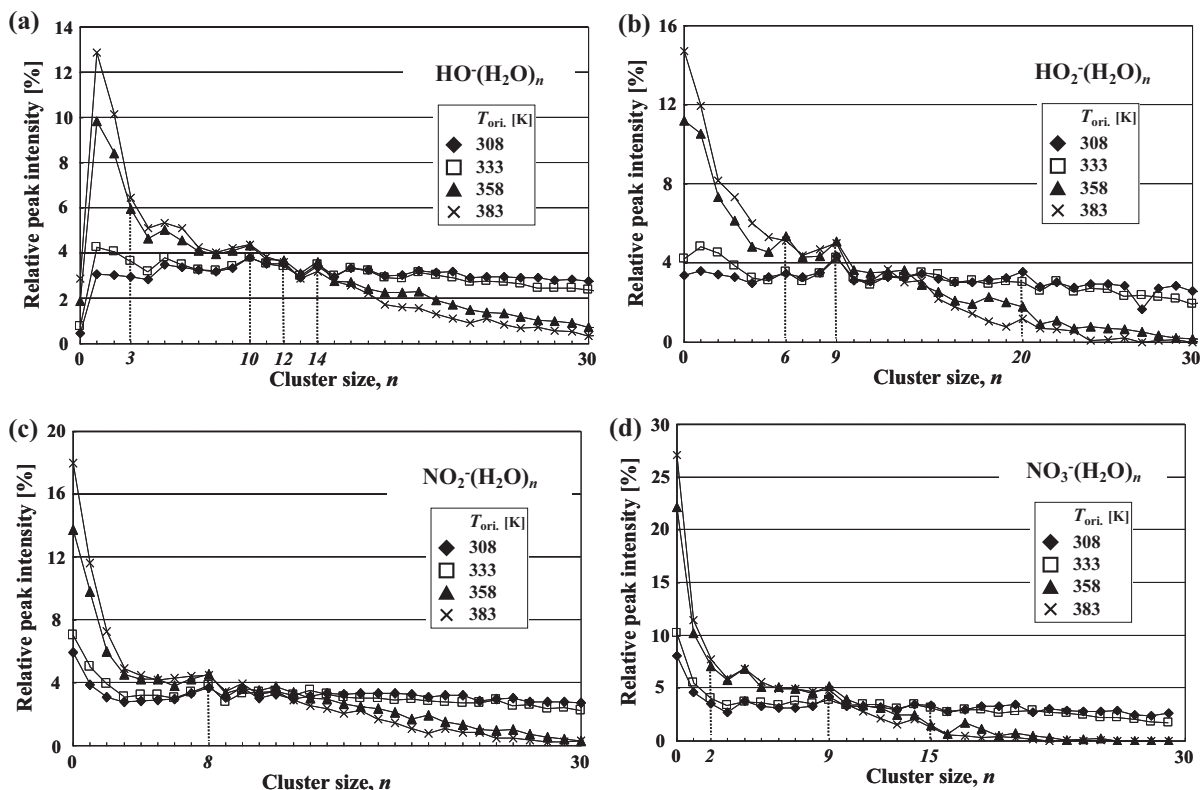 (a)
Relative peak intensity [%]
14
12
10
8
6
4
2
0
HO⁻(H₂O)ₙ
T_ori. [K]
308
333
358
383
0 3 10 12 14 30
Cluster size, n
(b)
Relative peak intensity [%]
16
12
8
4
0
HO₂⁻(H₂O)ₙ
T_ori. [K]
308
333
358
383
0 6 9 20 30
Cluster size, n
(c)
Relative peak intensity [%]
20
16
12
8
4
0
NO₂⁻(H₂O)ₙ
T_ori. [K]
308
333
358
383
0 8 30
Cluster size, n
(d)
Relative peak intensity [%]
30
25
20
15
10
5
0
NO₃⁻(H₂O)ₙ
T_ori. [K]
308
333
358
383
0 2 9 15 30
Cluster size, n